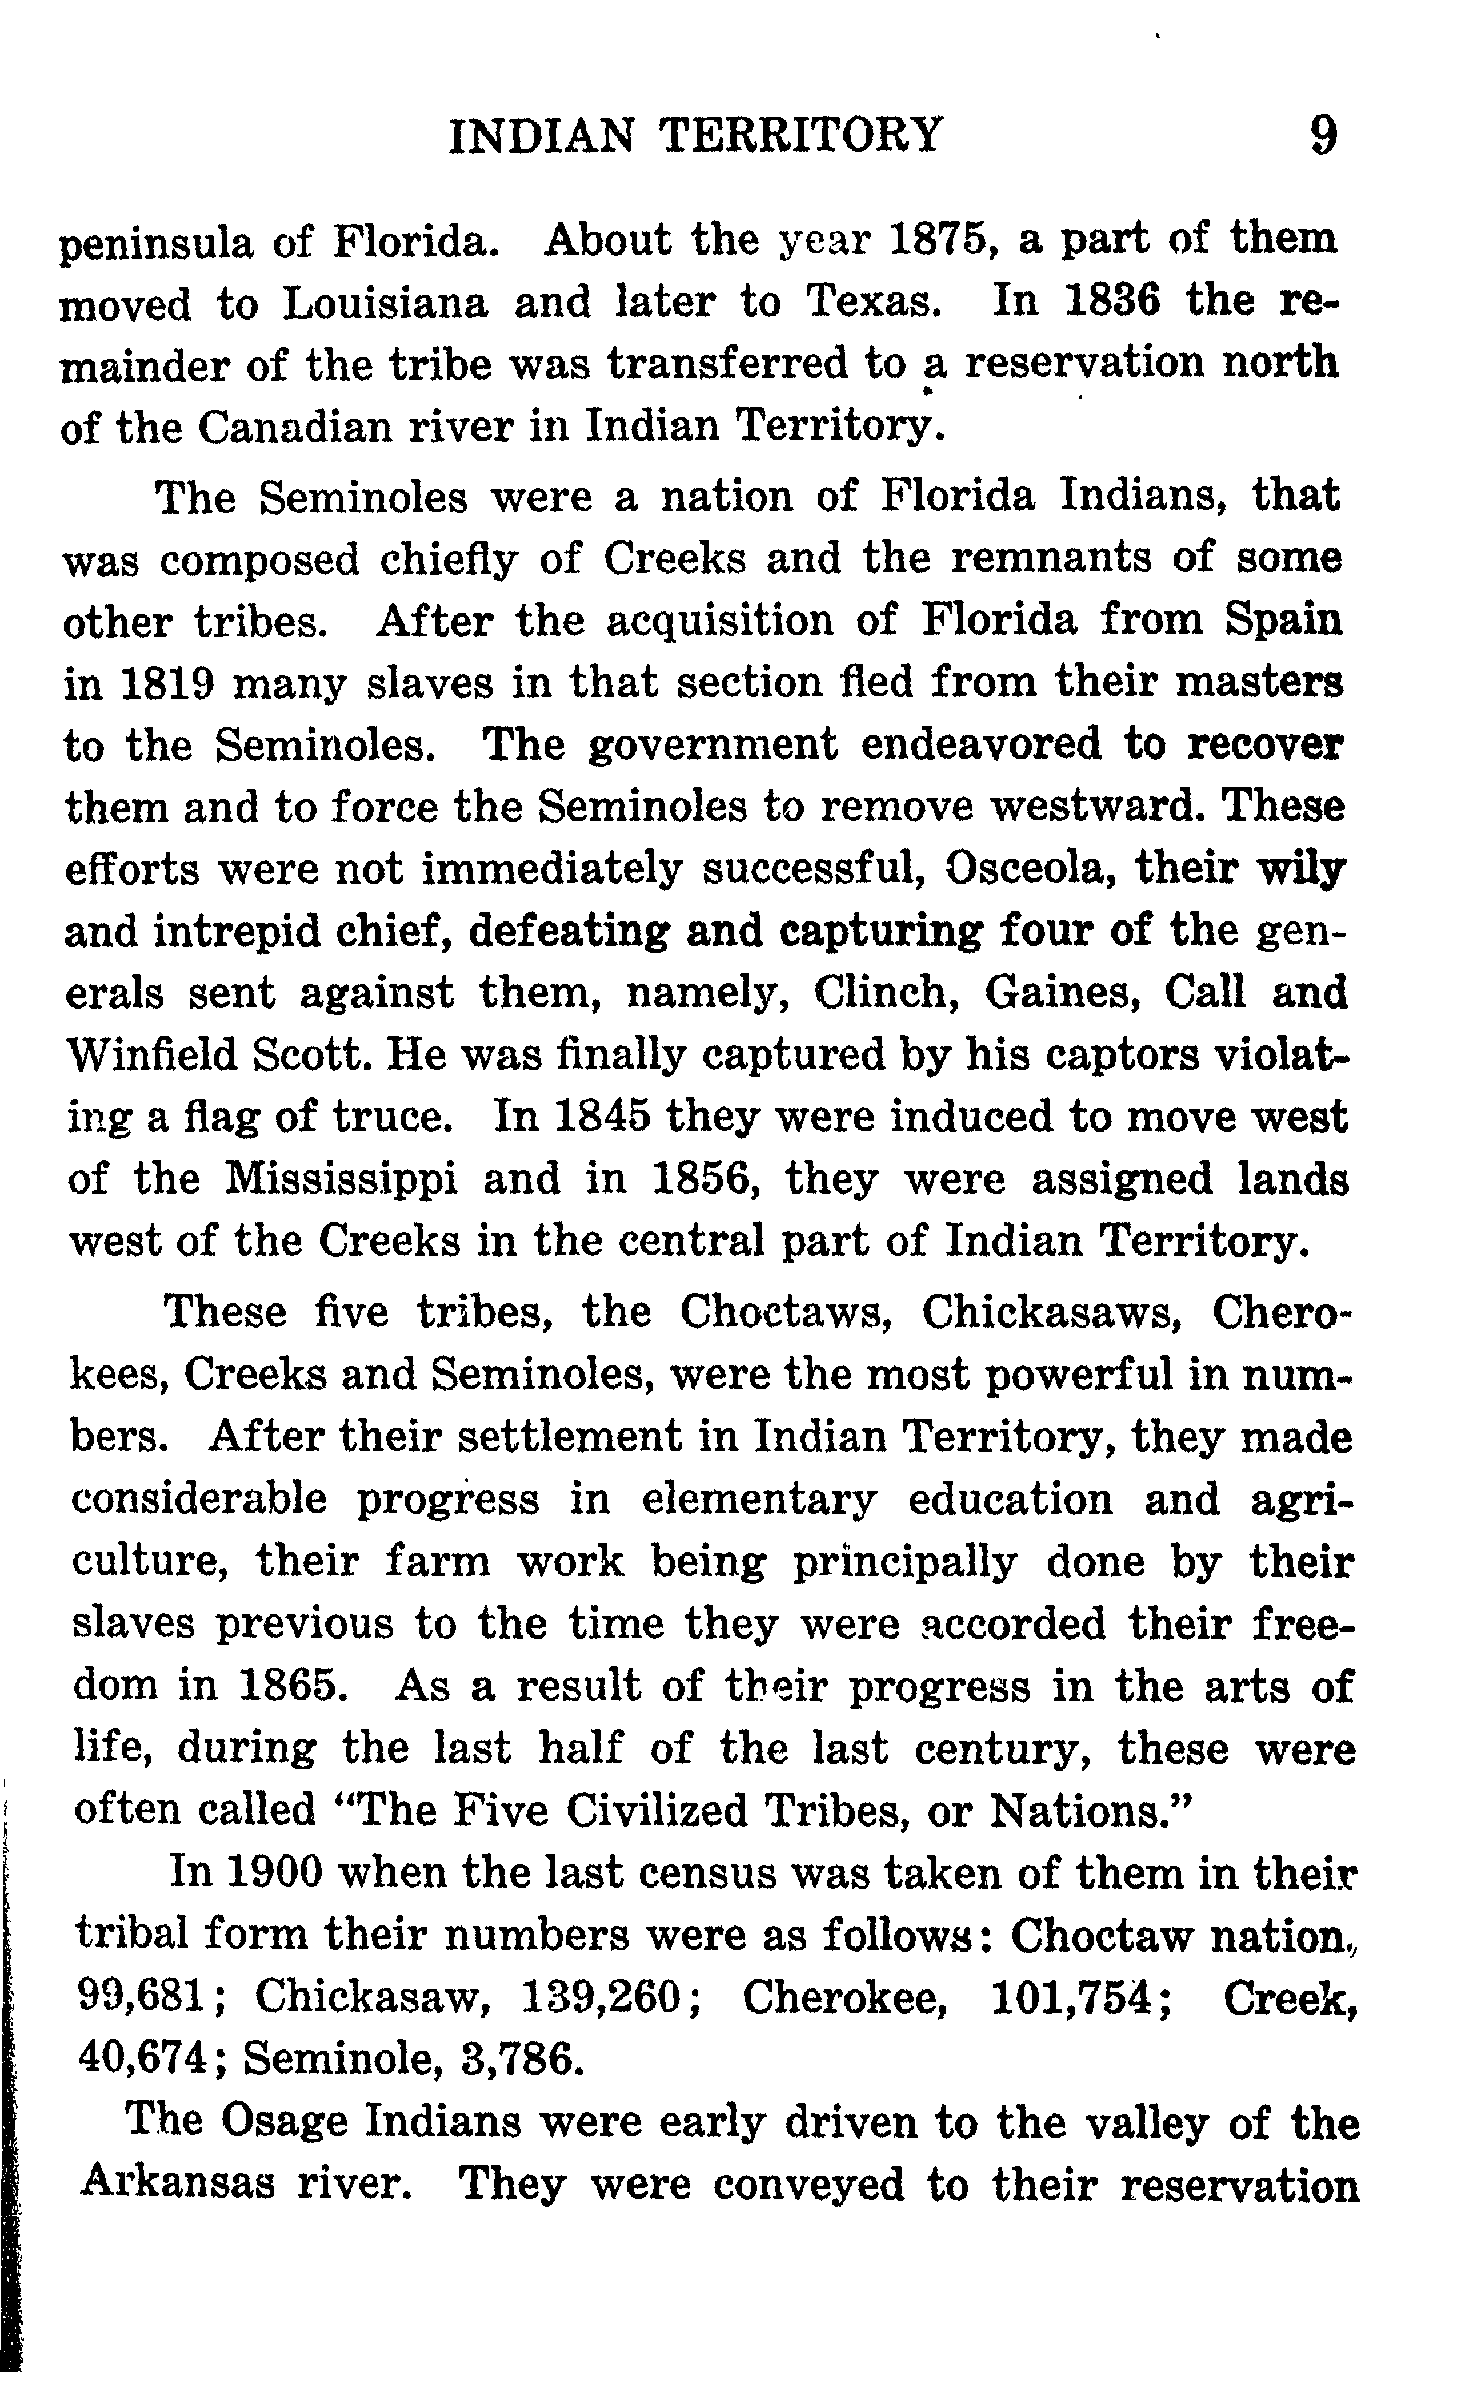 INDIAN TERRITORY 9
peninsula of Florida. About the year 1875, a part of them
moved to Louisiana and later to Texas. In 1836 the re-
mainder of the tribe was transferred to a reservation north
of the Canadian river in Indian Territory.
The Seminoles were a nation of Florida Indians, that
was composed chiefly of Creeks and the remnants of some
other tribes. After the acquisition of Florida from Spain
in 1819 many slaves in that section fled from their masters
to the Seminoles. The government endeavored to recover
them and to force the Seminoles to remove westward. These
efforts were not immediately successful, Osceola, their wily
and intrepid chief, defeating and capturing four of the gen-
erals sent against them, namely, Clinch, Gaines, Call and
Winfield Scott. He was finally captured by his captors violat-
ing a flag of truce. In 1845 they were induced to move west
of the Mississippi and in 1856, they were assigned lands
west of the Creeks in the central part of Indian Territory.
These five tribes, the Choctaws, Chickasaws, Chero-
kees, Creeks and Seminoles, were the most powerful in num-
bers. After their settlement in Indian Territory, they made
considerable progress in elementary education and agri-
culture, their farm work being principally done by their
slaves previous to the time they were accorded their free-
dom in 1865. As a result of their progress in the arts of
life, during the last half of the last century, these were
often called "The Five Civilized Tribes, or Nations."
In 1900 when the last census was taken of them in their
tribal form their numbers were as follows: Choctaw nation,
99,681; Chickasaw, 139,260; Cherokee, 101,754; Creek,
40,674; Seminole, 3,786.
The Osage Indians were early driven to the valley of the
Arkansas river. They were conveyed to their reservation